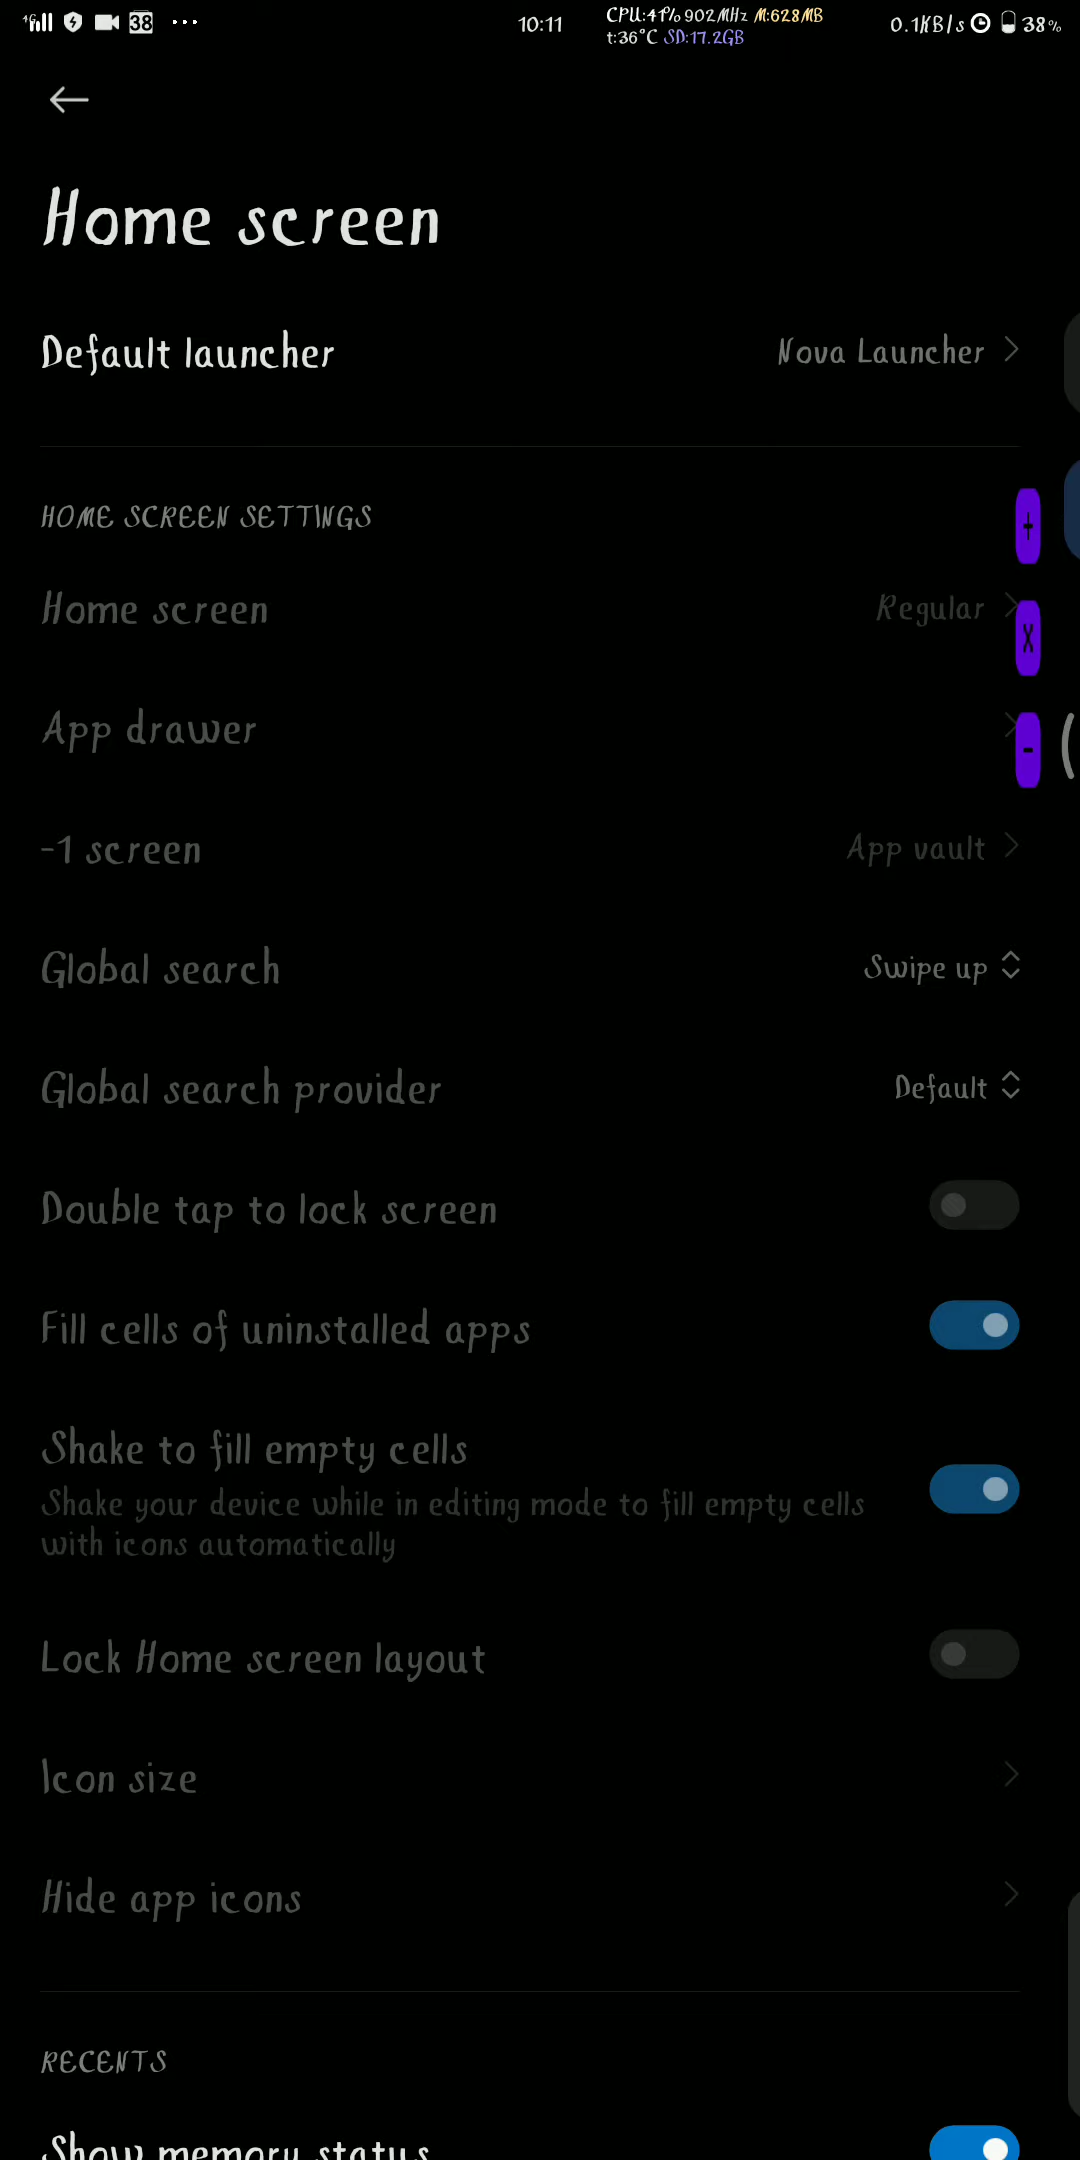 4G 38 ... 10:11 CPU:41% 902MHz M:628MB 0.1KB/s 38%
t:36°C SD:17.2GB
Home screen
Default launcher Nova Launcher
HOME SCREEN SETTINGS
+
Home screen Regular
X
App drawer
-
-1 screen App vault
Global search Swipe up
Global search provider Default
Double tap to lock screen
Fill cells of uninstalled apps
Shake to fill empty cells
Shake your device while in editing mode to fill empty cells
with icons automatically
Lock Home screen layout
Icon size
Hide app icons
RECENTS
Show memory status